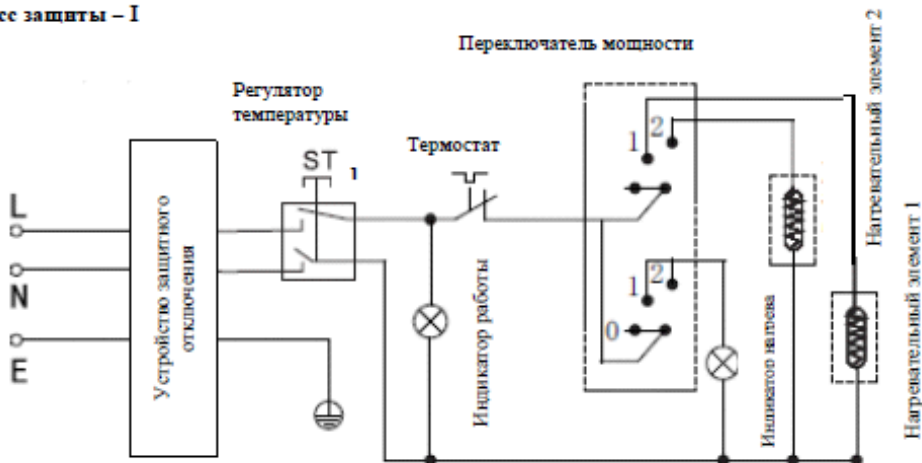 сс защиты – I
Переключатель мощности
Регулятор
температуры
ST
1
Термостат
1
2
1
2
0
L
N
E
Устройство защитного
отключения
Индикатор работы
Индикатор нагрева
Нагревательный элемент 2
Нагревательный элемент 1